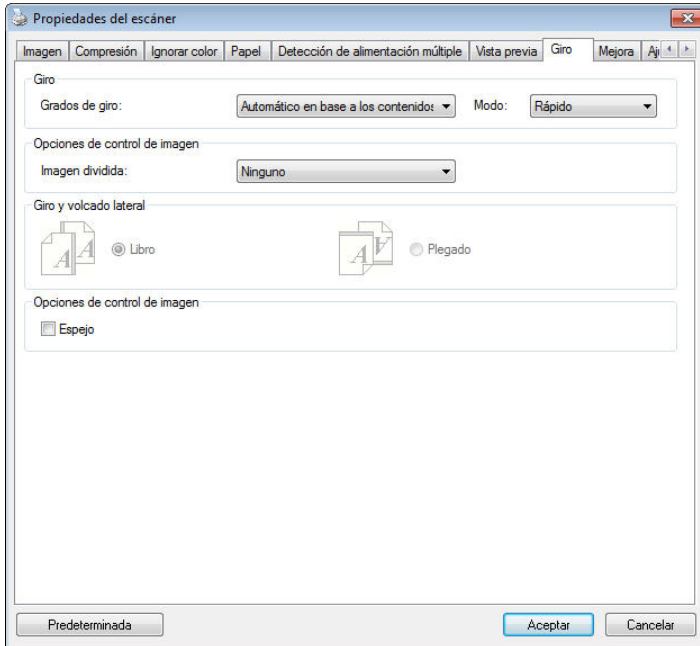 Propiedades del escáner
Imagen Compresión Ignorar color Papel Detección de alimentación múltiple Vista previa Giro Mejora Aj
Giro
Grados de giro: Automático en base a los contenidos Modo: Rápido
Opciones de control de imagen
Imagen dividida: Ninguno
Giro y volcado lateral
A A Libro A A Plegado
Opciones de control de imagen
Espejo
Predeterminada Aceptar Cancelar